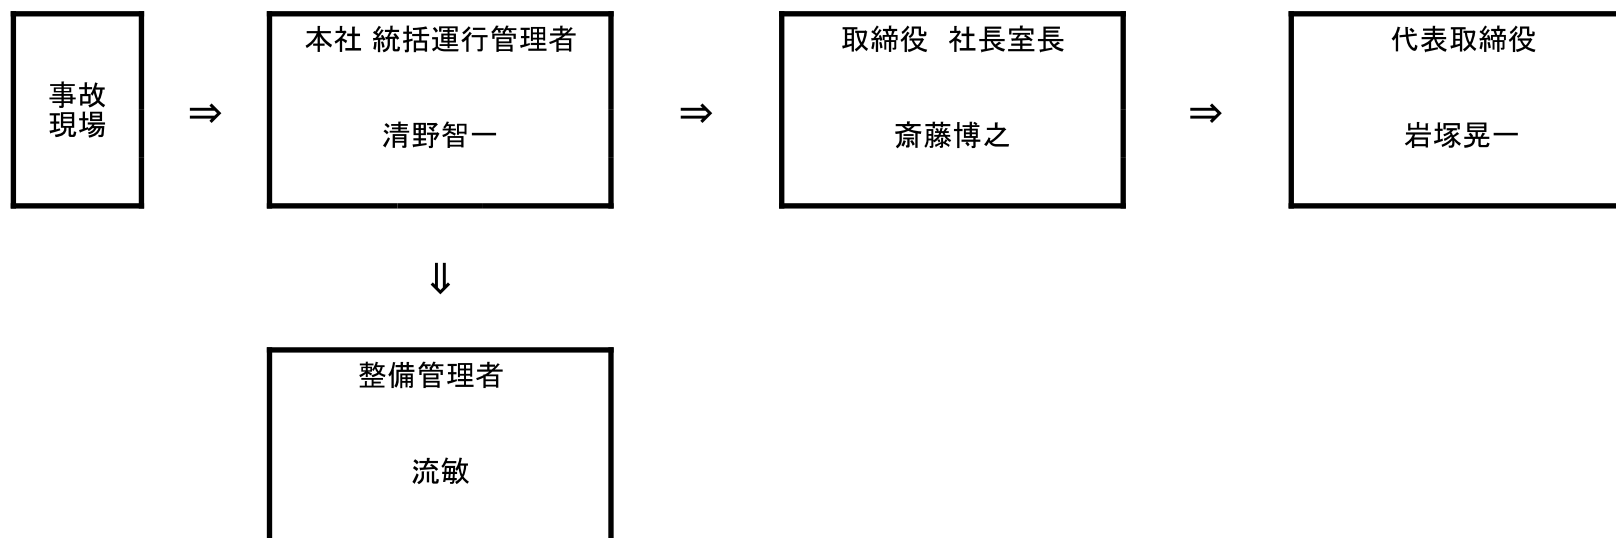 本社 統括運行管理者
取締役 社長室長
代表取締役
事故
現場
⇒
⇒
⇒
清野智一
斎藤博之
岩塚晃一
⇓
整備管理者
流敏